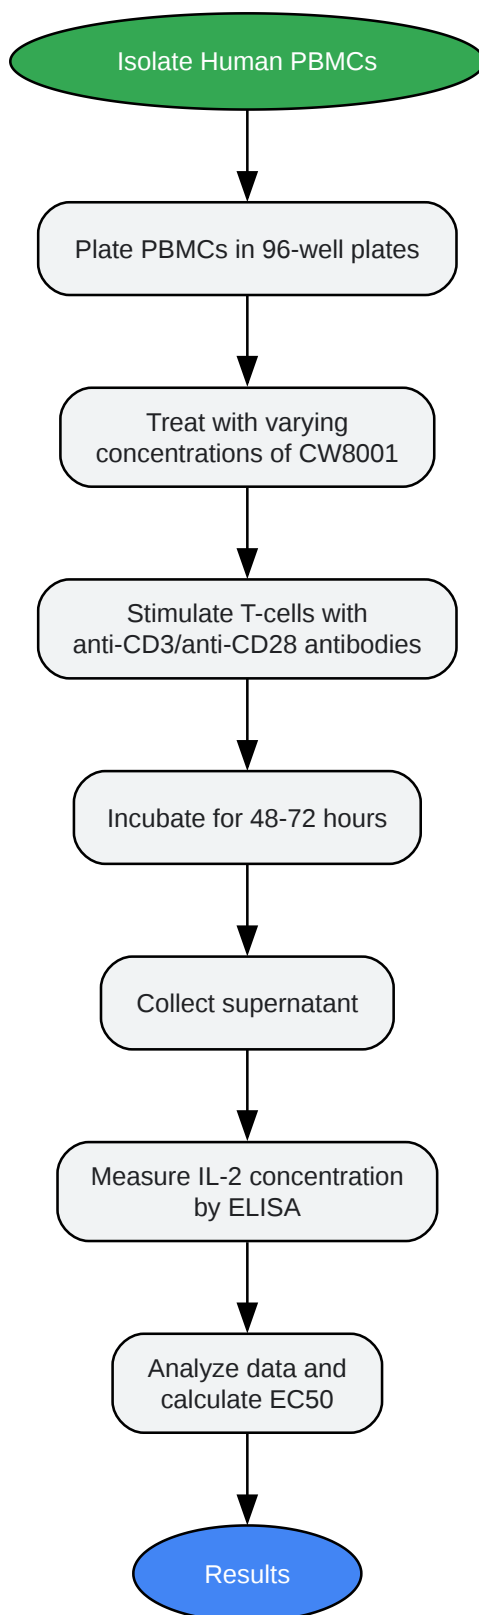 Isolate Human PBMCs
Plate PBMCs in 96-well plates
Treat with varying
concentrations of CW8001
Stimulate T-cells with
anti-CD3/anti-CD28 antibodies
Incubate for 48-72 hours
Collect supernatant
Measure IL-2 concentration
by ELISA
Analyze data and
calculate EC50
Results